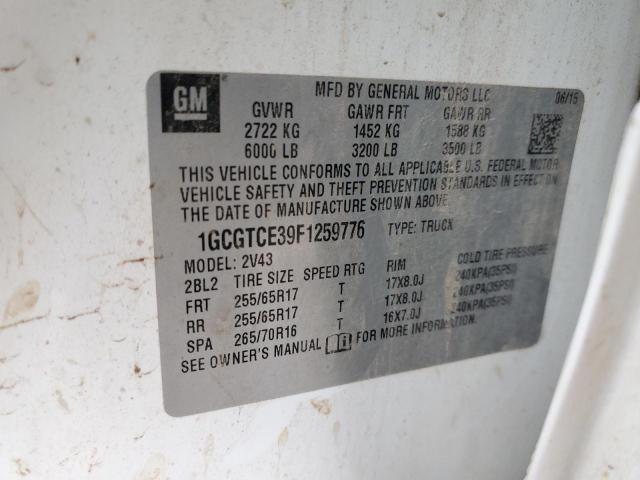 GM
MFD BY GENERAL MOTORS LLC 06/15
GVWR GAWR FRT GAWR RR
2722 KG 1452 KG 1588 KG
6000 LB 3200 LB 3500 LB
THIS VEHICLE CONFORMS TO ALL APPLICABLE U.S. FEDERAL MOTOR
VEHICLE SAFETY AND THEFT PREVENTION STANDARDS IN EFFECT ON
THE DATE OF MANUFACTURE SHOWN ABOVE.
1GCGTCE39F1259776 TYPE: TRUCK
MODEL: 2V43
2BL2 TIRE SIZE SPEED RTG RIM COLD TIRE PRESSURE
FRT 255/65R17 T 17X8.0J 240KPA(35PSI)
RR 255/65R17 T 17X8.0J 240KPA(35PSI)
SPA 265/70R16 T 16X7.0J 240KPA(35PSI)
SEE OWNER'S MANUAL FOR MORE INFORMATION.